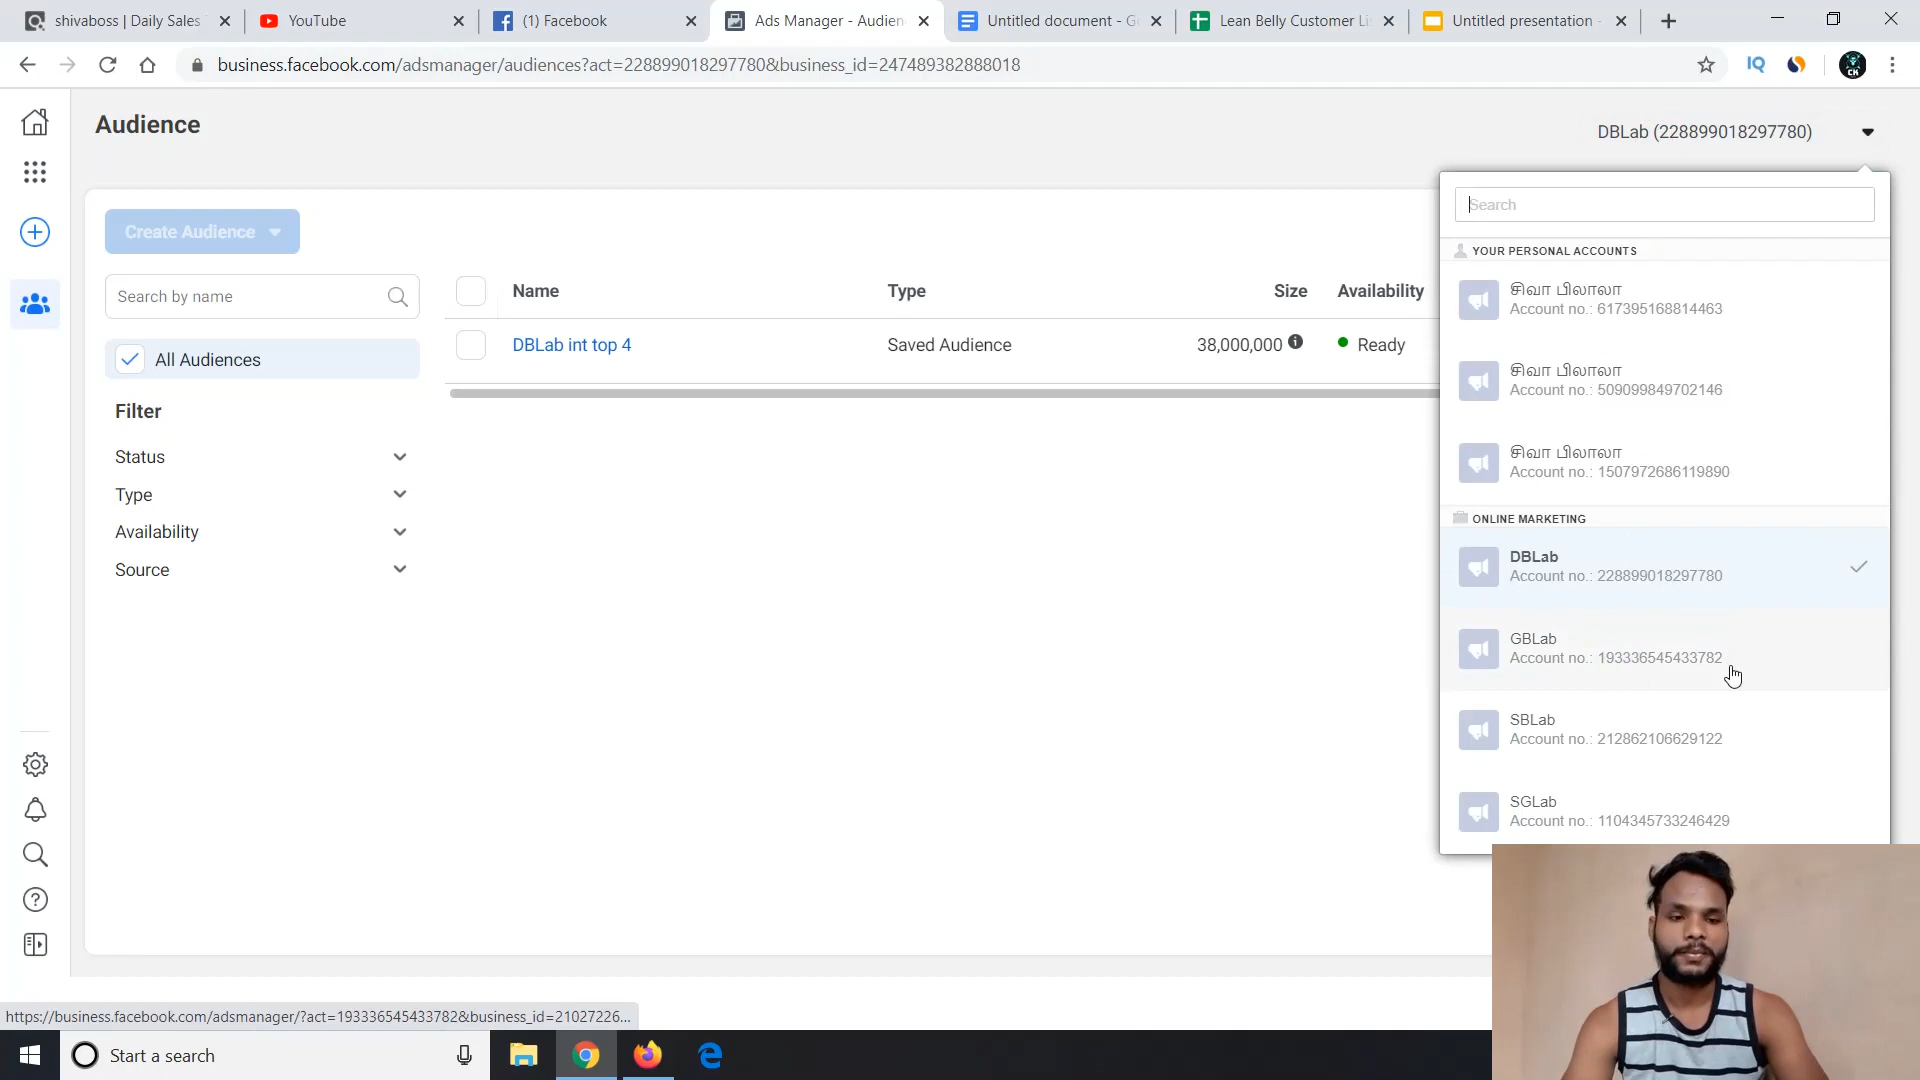 shivaboss | Daily Sales
YouTube
(1) Facebook
Ads Manager - Audien
Untitled document - G
Lean Belly Customer Li
Untitled presentation -
business.facebook.com/adsmanager/audiences?act=228899018297780&business_id=247489382888018
IQ
CK
Audience
DBLab (228899018297780)
Create Audience
Search by name
All Audiences
Filter
Status
Type
Availability
Source
Name Type Size Availability
DBLab int top 4 Saved Audience 38,000,000 Ready
Search
YOUR PERSONAL ACCOUNTS
சிவா பிலாலா
Account no.: 617395168814463
சிவா பிலாலா
Account no.: 509099849702146
சிவா பிலாலா
Account no.: 1507972686119890
ONLINE MARKETING
DBLab
Account no.: 228899018297780
GBLab
Account no.: 193336545433782
SBLab
Account no.: 212862106629122
SGLab
Account no.: 1104345733246429
https://business.facebook.com/adsmanager/?act=193336545433782&business_id=21027226...
Start a search